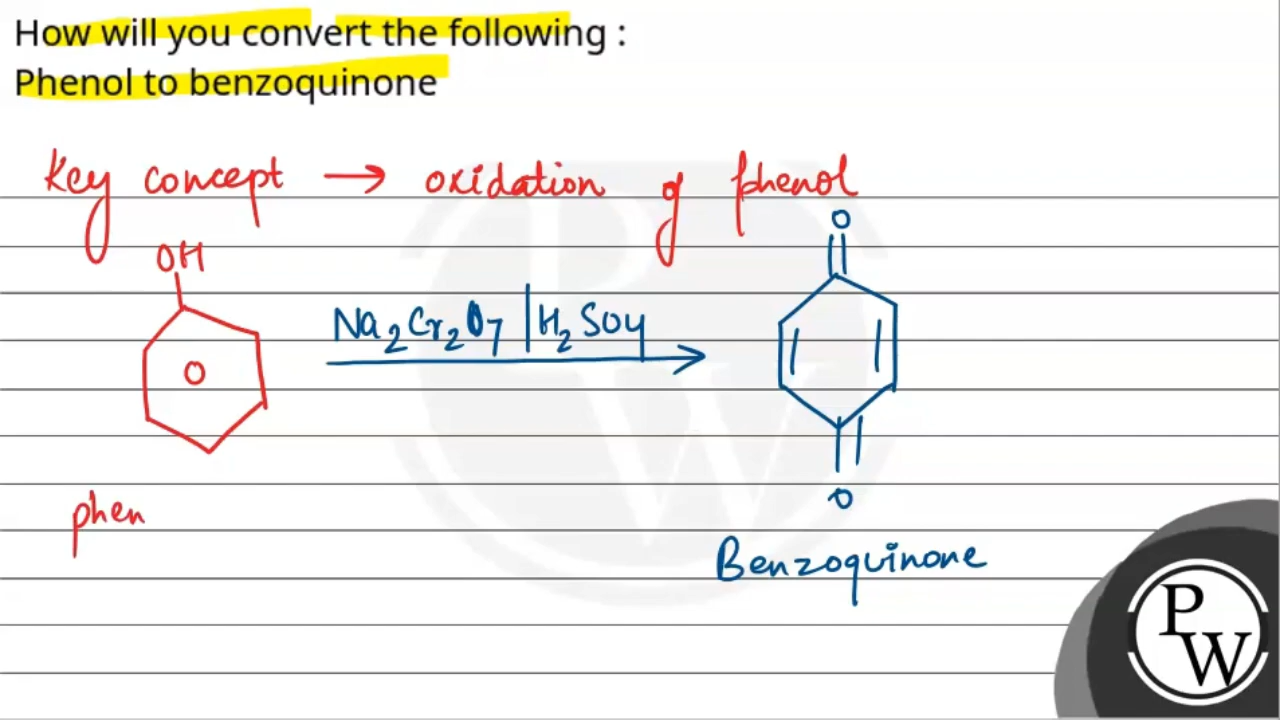 How will you convert the following :
Phenol to benzoquinone
Key concept → oxidation of phenol
OH
O
Na2Cr2O7 | H2SO4
O
O
phen
Benzoquinone
P
W